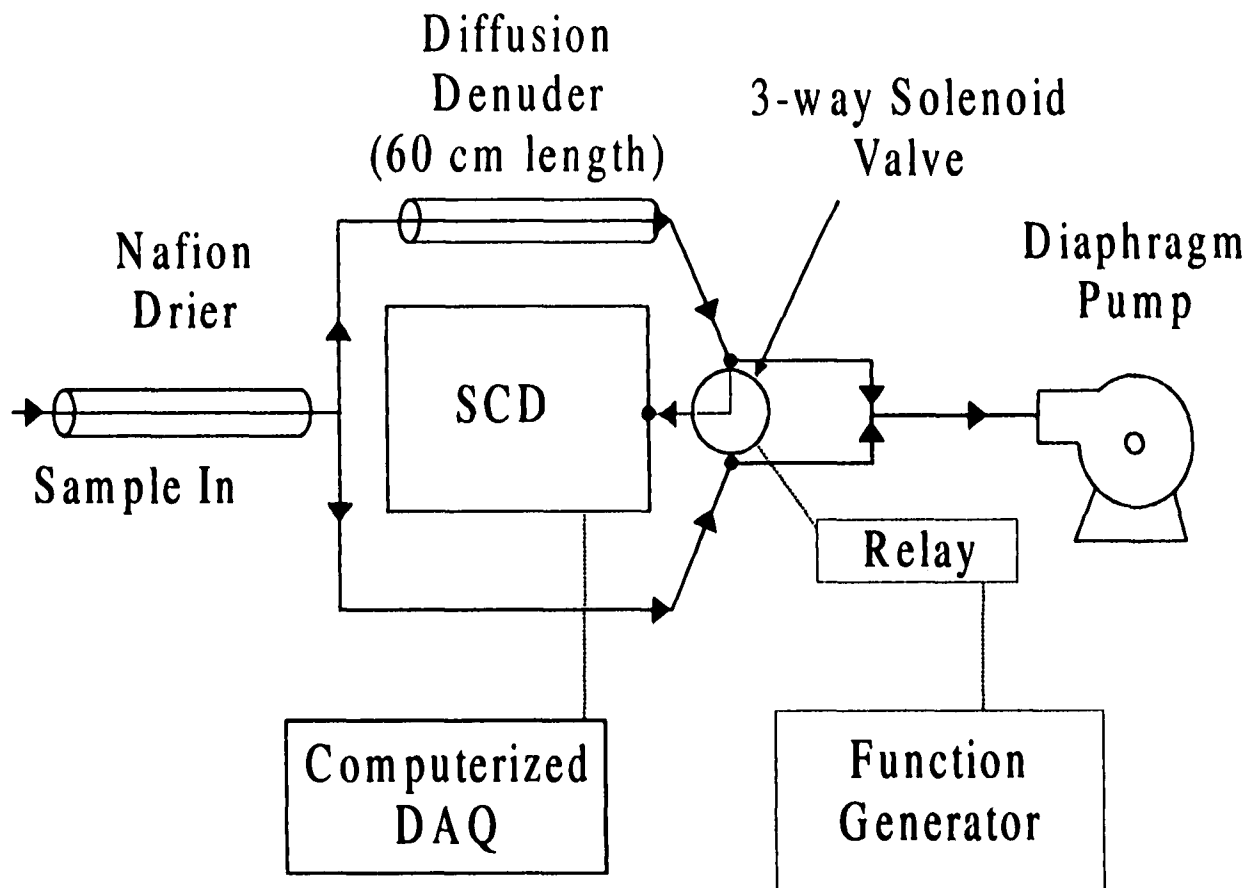 Diffusion
Denuder
(60 cm length)
3-way Solenoid
Valve
Nafion
Drier
Diaphragm
Pump
SCD
Sample In
Relay
Computerized
DAQ
Function
Generator